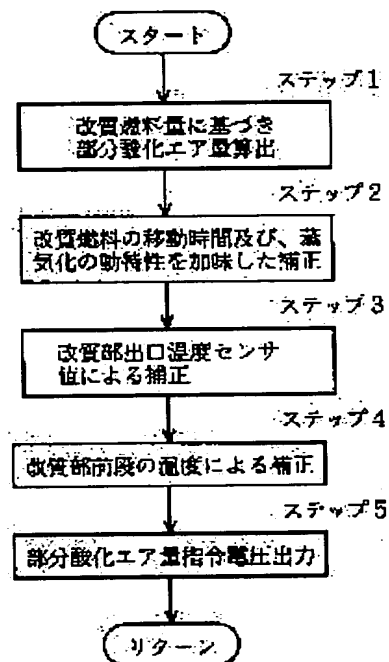 スタート
ステップ1
改質燃料量に基づき
部分酸化エア量算出
ステップ2
改質燃料の移動時間及び、蒸
気化の動特性を加味した補正
ステップ3
改質部出口温度センサ
値による補正
ステップ4
改質部前段の温度による補正
ステップ5
部分酸化エア量指令電圧出力
リターン